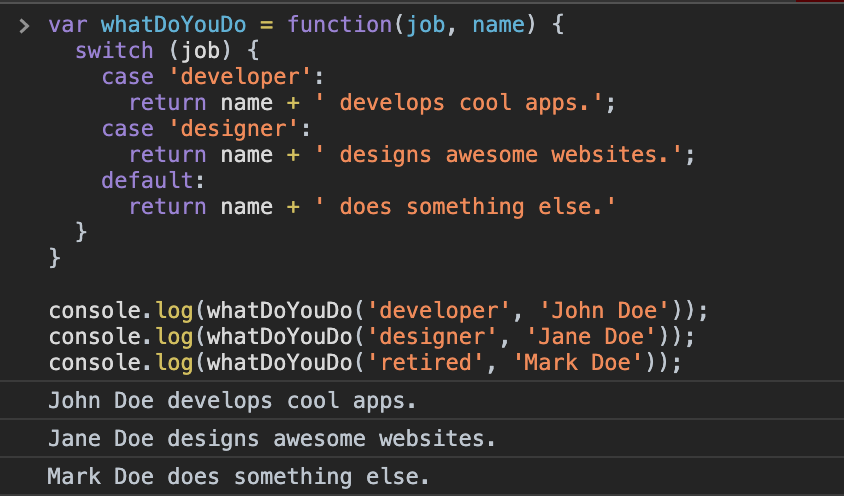 > var whatDoYouDo = function(job, name) {
  switch (job) {
    case 'developer':
      return name + ' develops cool apps.';
    case 'designer':
      return name + ' designs awesome websites.';
    default:
      return name + ' does something else.'
  }
}

console.log(whatDoYouDo('developer', 'John Doe'));
console.log(whatDoYouDo('designer', 'Jane Doe'));
console.log(whatDoYouDo('retired', 'Mark Doe'));
John Doe develops cool apps.
Jane Doe designs awesome websites.
Mark Doe does something else.